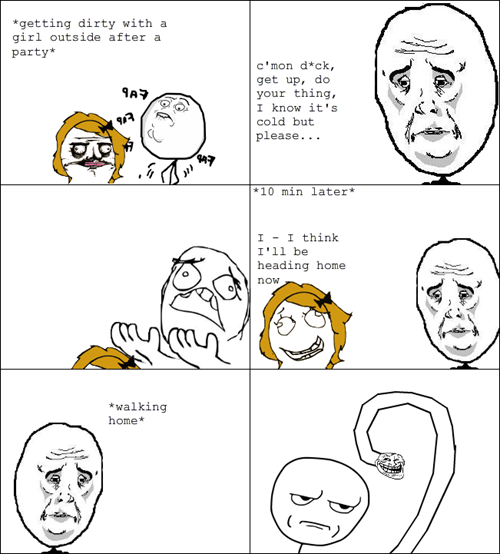 *getting dirty with a
girl outside after a
party*
9A7
9A7
9A7
c'mon d*ck,
get up, do
your thing,
I know it's
cold but
please...
*10 min later*
I - I think
I'll be
heading home
now
*walking
home*